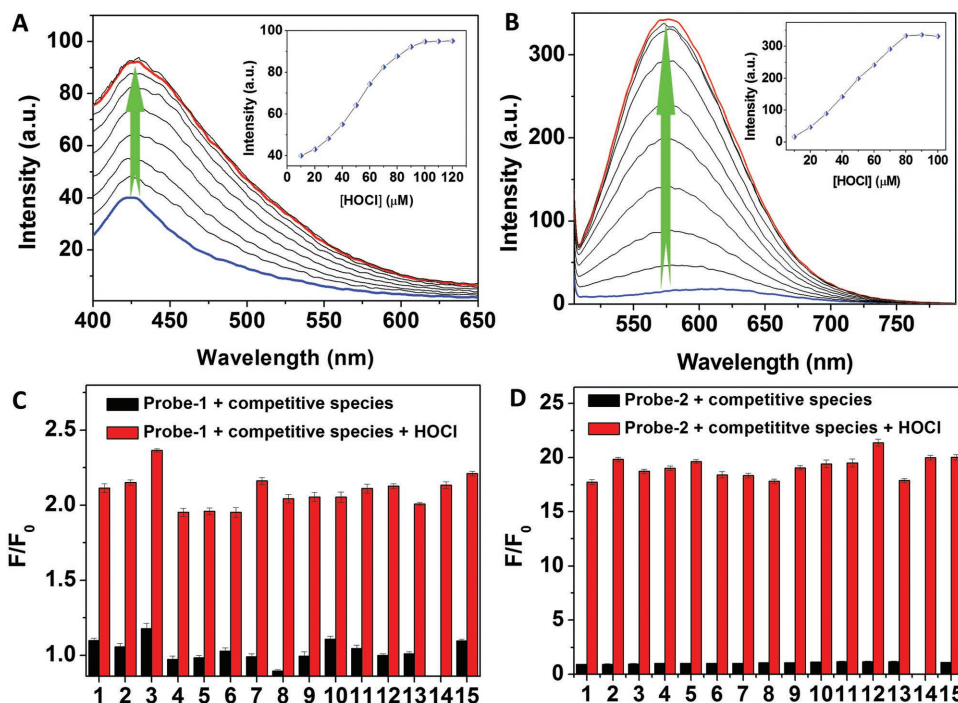 A
Intensity (a.u.)
100
80
60
40
20
400 450 500 550 600 650
Wavelength (nm)
Intensity (a.u.)
100
80
60
40
0 20 40 60 80 100 120
[HOCl] (μM)
B
Intensity (a.u.)
300
250
200
150
100
50
0
550 600 650 700 750
Wavelength (nm)
Intensity (a.u.)
300
200
100
0
20 40 60 80 100
[HOCl] (μM)
C
Probe-1 + competitive species
Probe-1 + competitive species + HOCl
F/F0
2.5
2.0
1.5
1.0
1 2 3 4 5 6 7 8 9 10 11 12 13 14 15
D
Probe-2 + competitive species
Probe-2 + competititve species + HOCl
F/F0
25
20
15
10
5
0
1 2 3 4 5 6 7 8 9 10 11 12 13 14 15